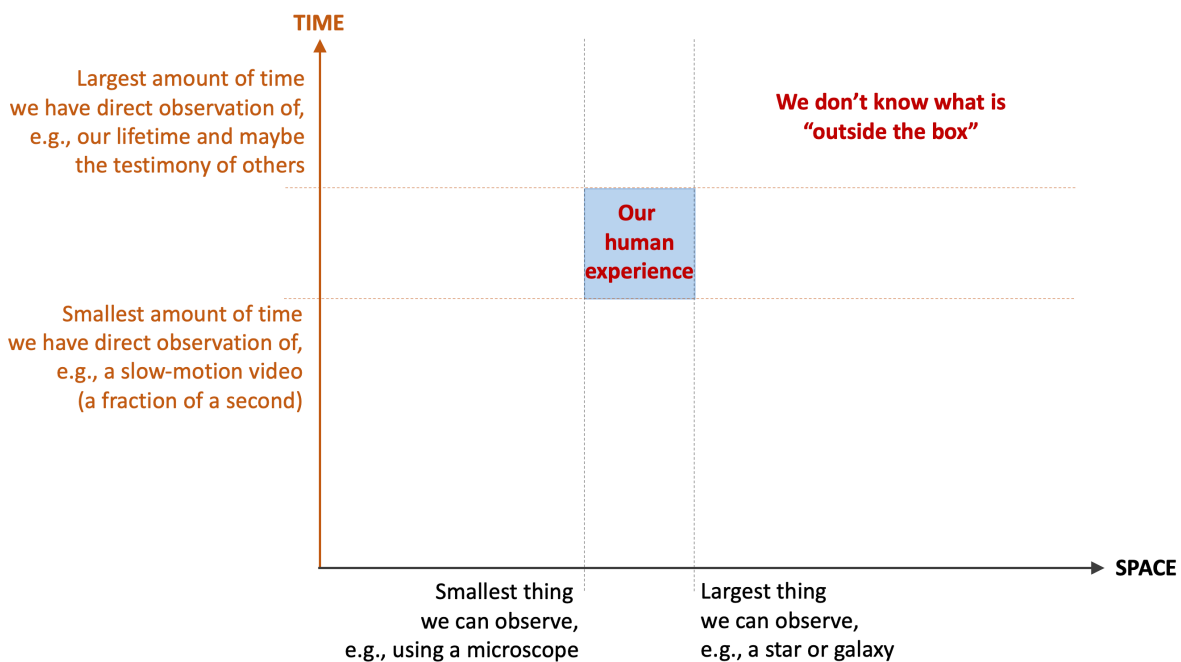 TIME
Largest amount of time
we have direct observation of,
e.g., our lifetime and maybe
the testimony of others
We don’t know what is
“outside the box”
Our
human
experience
Smallest amount of time
we have direct observation of,
e.g., a slow-motion video
(a fraction of a second)
SPACE
Smallest thing
we can observe,
e.g., using a microscope
Largest thing
we can observe,
e.g., a star or galaxy